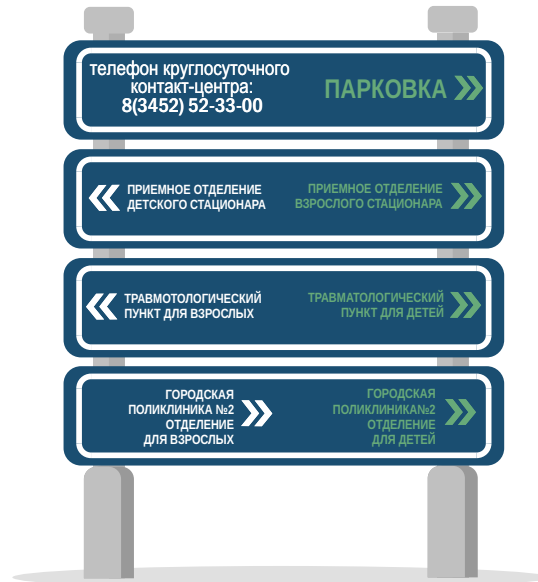 телефон круглосуточного
контакт-центра:
8(3452) 52-33-00
ПАРКОВКА
ПРИЕМНОЕ ОТДЕЛЕНИЕ
ДЕТСКОГО СТАЦИОНАРА
ПРИЕМНОЕ ОТДЕЛЕНИЕ
ВЗРОСЛОГО СТАЦИОНАРА
ТРАВМОТОЛОГИЧЕСКИЙ
ПУНКТ ДЛЯ ВЗРОСЛЫХ
ТРАВМАТОЛОГИЧЕСКИЙ
ПУНКТ ДЛЯ ДЕТЕЙ
ГОРОДСКАЯ
ПОЛИКЛИНИКА №2
ОТДЕЛЕНИЕ
ДЛЯ ВЗРОСЛЫХ
ГОРОДСКАЯ
ПОЛИКЛИНИКА№2
ОТДЕЛЕНИЕ
ДЛЯ ДЕТЕЙ